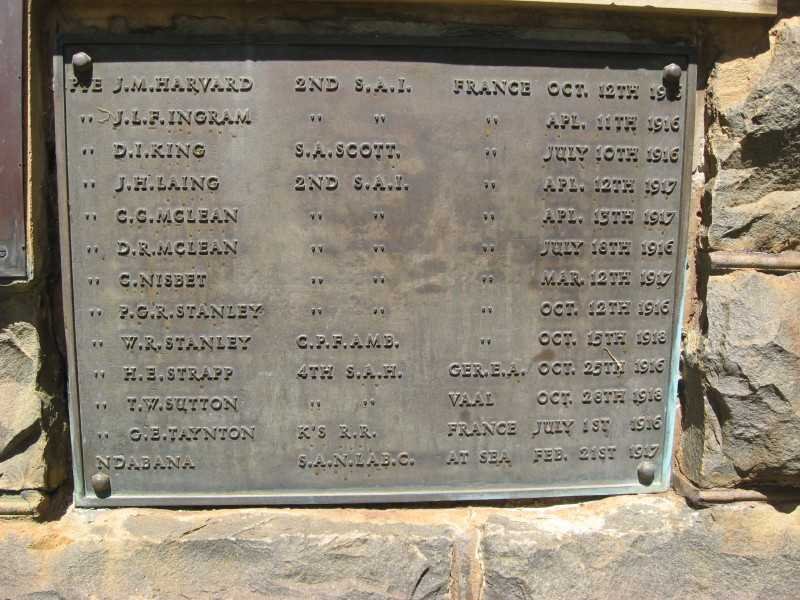 PTE J.M.HARVARD 2ND S.A.I. FRANCE OCT. 12TH
" J.L.F.INGRAM " " " APL. 11TH 1916
" D.I.KING S.A.SCOTT. " JULY 10TH 1916
" J.H.LAING 2ND S.A.I. " APL. 12TH 1917
" C.G.MCLEAN " " " APL. 13TH 1917
" D.R.MCLEAN " " " JULY 18TH 1916
" C.NISBET " " " MAR. 12TH 1917
" P.G.R.STANLEY " " " OCT. 12TH 1916
" W.R.STANLEY C.P.F.AMB. " OCT. 15TH 1918
" H.E.STRAPP 4TH S.A.H. GER.E.A. OCT. 25TH 1916
" T.W.SUTTON " " VAAL OCT. 28TH 1918
" G.E.TAYNTON K'S R.R. FRANCE JULY 1ST 1916
NDABANA S.A.N.LAB.C. AT SEA FEB. 21ST 1917